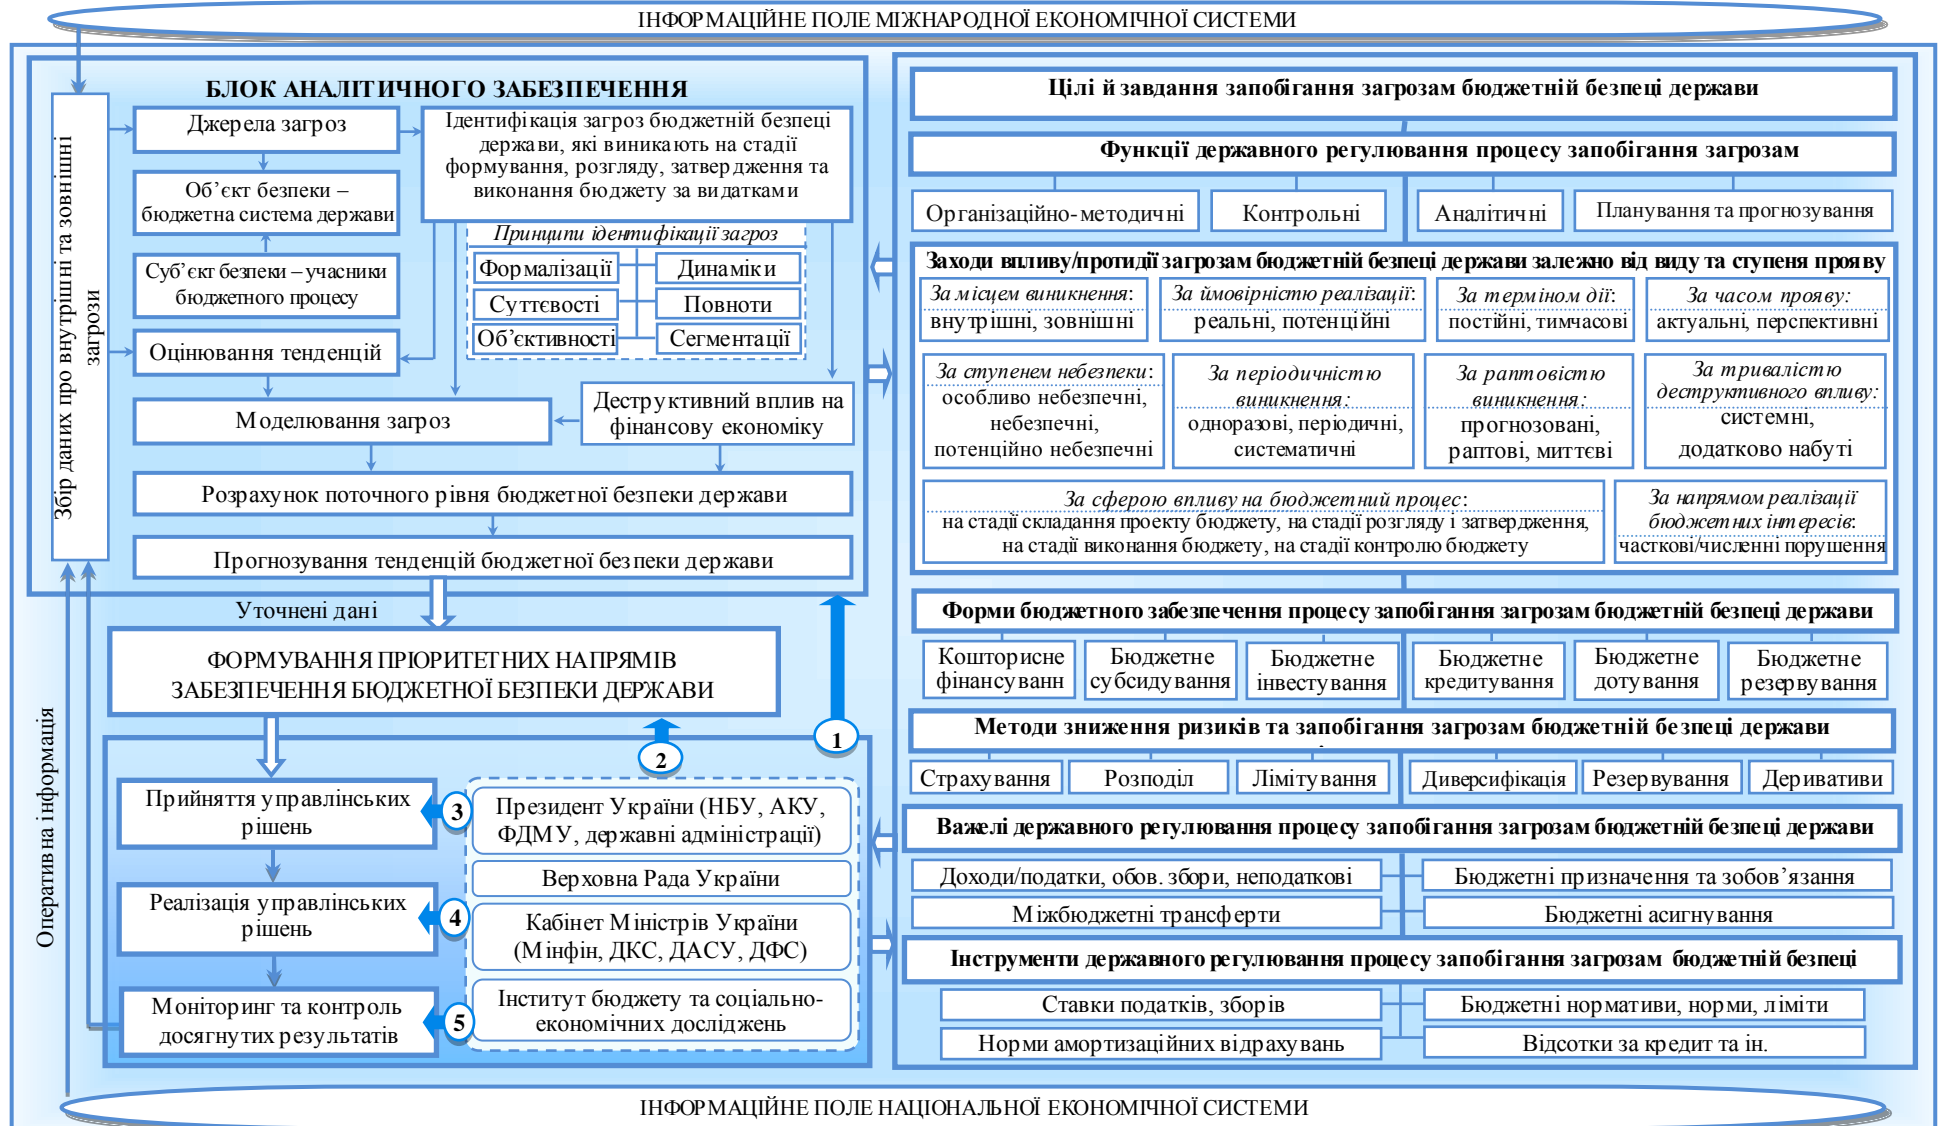 ІНФОРМАЦІЙНЕ ПОЛЕ МІЖНАРОДНОЇ ЕКОНОМІЧНОЇ СИСТЕМИ
БЛОК АНАЛІТИЧНОГО ЗАБЕЗПЕЧЕННЯ
Збір даних про внутрішні та зовнішні
загрози
Джерела загроз
Об’єкт безпеки –
бюджетна система держави
Суб’єкт безпеки – учасники
бюджетного процесу
Оцінювання тенденцій
Ідентифікація загроз бюджетній безпеці
держави, які виникають на стадії
формування, розгляду, затвердження та
виконання бюджету за видатками
Принципи ідентифікації загроз
Формалізації
Динаміки
Суттєвості
Повноти
Об’єктивності
Сегментації
Моделювання загроз
Деструктивний вплив на
фінансову економіку
Розрахунок поточного рівня бюджетної безпеки держави
Прогнозування тенденцій бюджетної безпеки держави
Уточнені дані
ФОРМУВАННЯ ПРІОРИТЕТНИХ НАПРЯМІВ
ЗАБЕЗПЕЧЕННЯ БЮДЖЕТНОЇ БЕЗПЕКИ ДЕРЖАВИ
1
2
Оперативна інформація
Прийняття управлінських
рішень
3
Президент України (НБУ, АКУ,
ФДМУ, державні адміністрації)
Верховна Рада України
Реалізація управлінських
рішень
4
Кабінет Міністрів України
(Мінфін, ДКС, ДАСУ, ДФС)
Моніторинг та контроль
досягнутих результатів
5
Інститут бюджету та соціально-
економічних досліджень
Цілі й завдання запобігання загрозам бюджетній безпеці держави
Функції державного регулювання процесу запобігання загрозам
Організаційно-методичні
Контрольні
Аналітичні
Планування та прогнозування
Заходи впливу/протидії загрозам бюджетній безпеці держави залежно від виду та ступеня прояву
За місцем виникнення:
внутрішні, зовнішні
За ймовірністю реалізації:
реальні, потенційні
За терміном дії:
постійні, тимчасові
За часом прояву:
актуальні, перспективні
За ступенем небезпеки:
особливо небезпечні,
небезпечні,
потенційно небезпечні
За періодичністю
виникнення:
одноразові, періодичні,
систематичні
За раптовістю
виникнення:
прогнозовані,
раптові, миттєві
За тривалістю
деструктивного впливу:
системні,
додатково набуті
За сферою впливу на бюджетний процес:
на стадії складання проекту бюджету, на стадії розгляду і затвердження,
на стадії виконання бюджету, на стадії контролю бюджету
За напрямом реалізації
бюджетних інтересів:
часткові/численні порушення
Форми бюджетного забезпечення процесу запобігання загрозам бюджетній безпеці держави
Кошторисне
фінансуванн
Бюджетне
субсидування
Бюджетне
інвестування
Бюджетне
кредитування
Бюджетне
дотування
Бюджетне
резервування
Методи зниження ризиків та запобігання загрозам бюджетній безпеці держави
Страхування
Розподіл
Лімітування
Диверсифікація
Резервування
Деривативи
Важелі державного регулювання процесу запобігання загрозам бюджетній безпеці держави
Доходи/податки, обов. збори, неподаткові
Бюджетні призначення та зобов’язання
Міжбюджетні трансферти
Бюджетні асигнування
Інструменти державного регулювання процесу запобігання загрозам бюджетній безпеці
Ставки податків, зборів
Бюджетні нормативи, норми, ліміти
Норми амортизаційних відрахувань
Відсотки за кредит та ін.
ІНФОРМАЦІЙНЕ ПОЛЕ НАЦІОНАЛЬНОЇ ЕКОНОМІЧНОЇ СИСТЕМИ